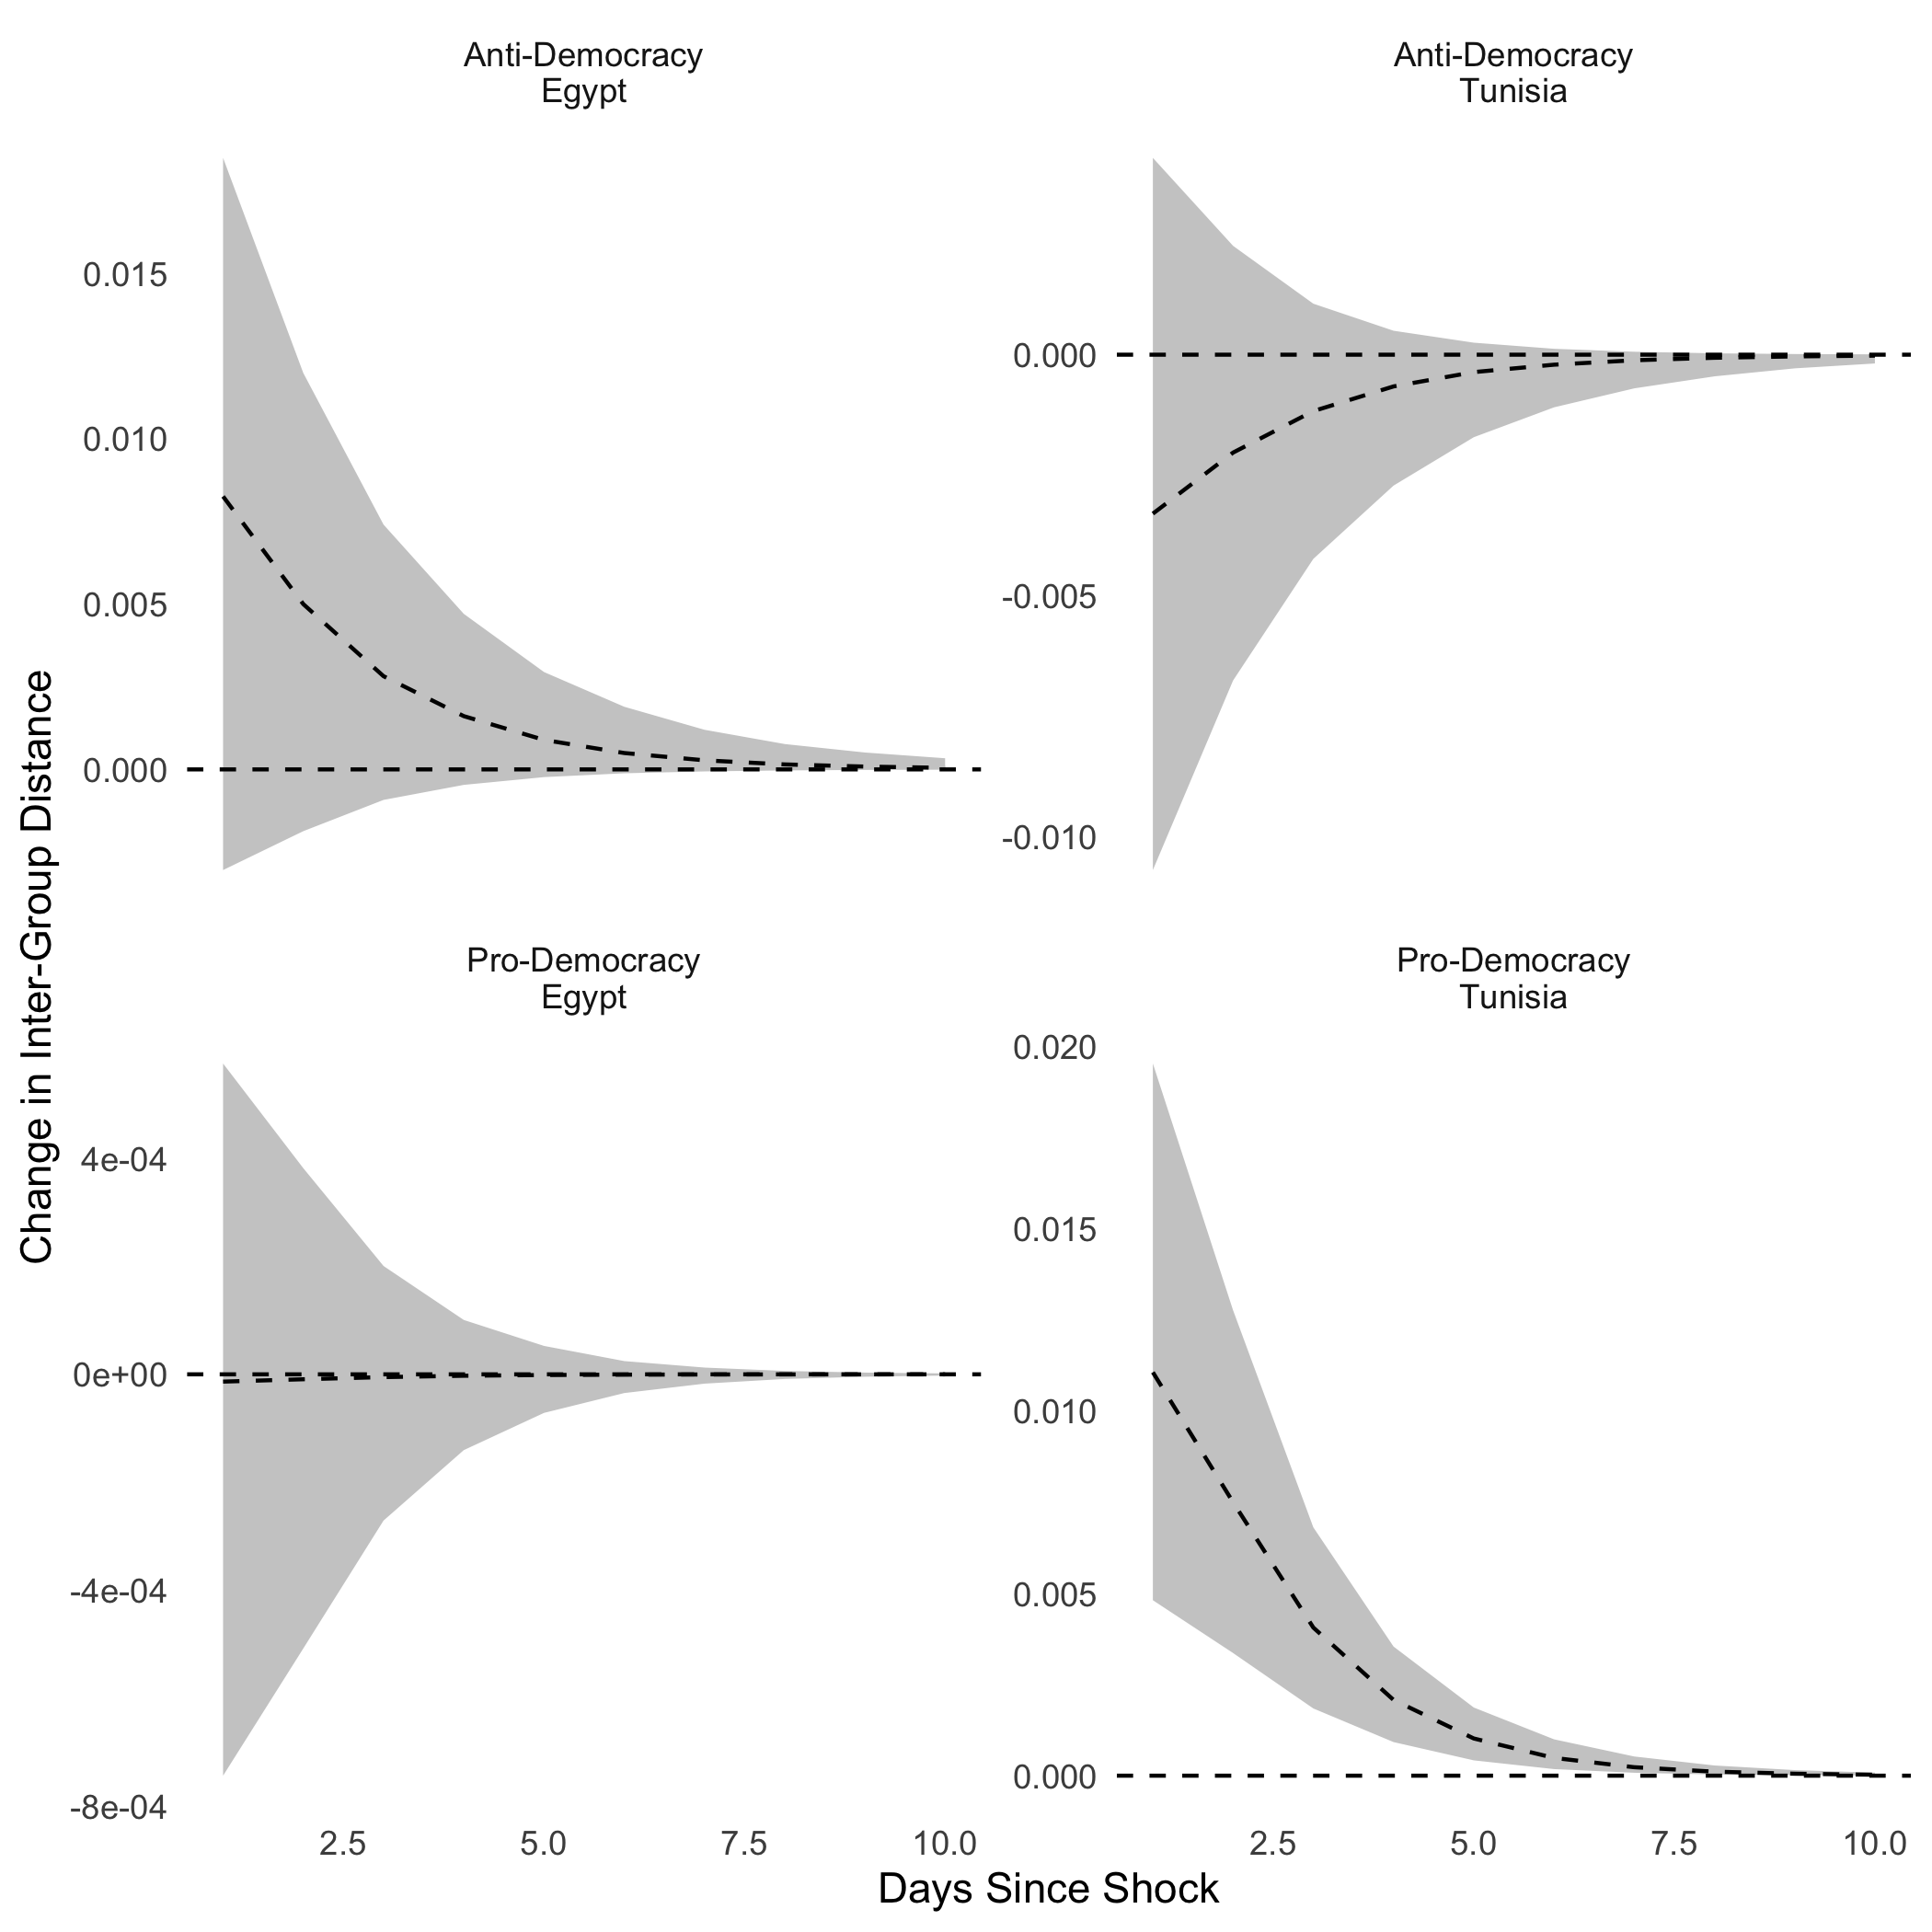 Anti-Democracy
Egypt
Anti-Democracy
Tunisia
0.015
0.010
0.005
0.000
0.000
-0.005
-0.010
Change in Inter-Group Distance
Pro-Democracy
Egypt
Pro-Democracy
Tunisia
4e-04
0e+00
-4e-04
-8e-04
0.020
0.015
0.010
0.005
0.000
2.5 5.0 7.5 10.0
2.5 5.0 7.5 10.0
Days Since Shock